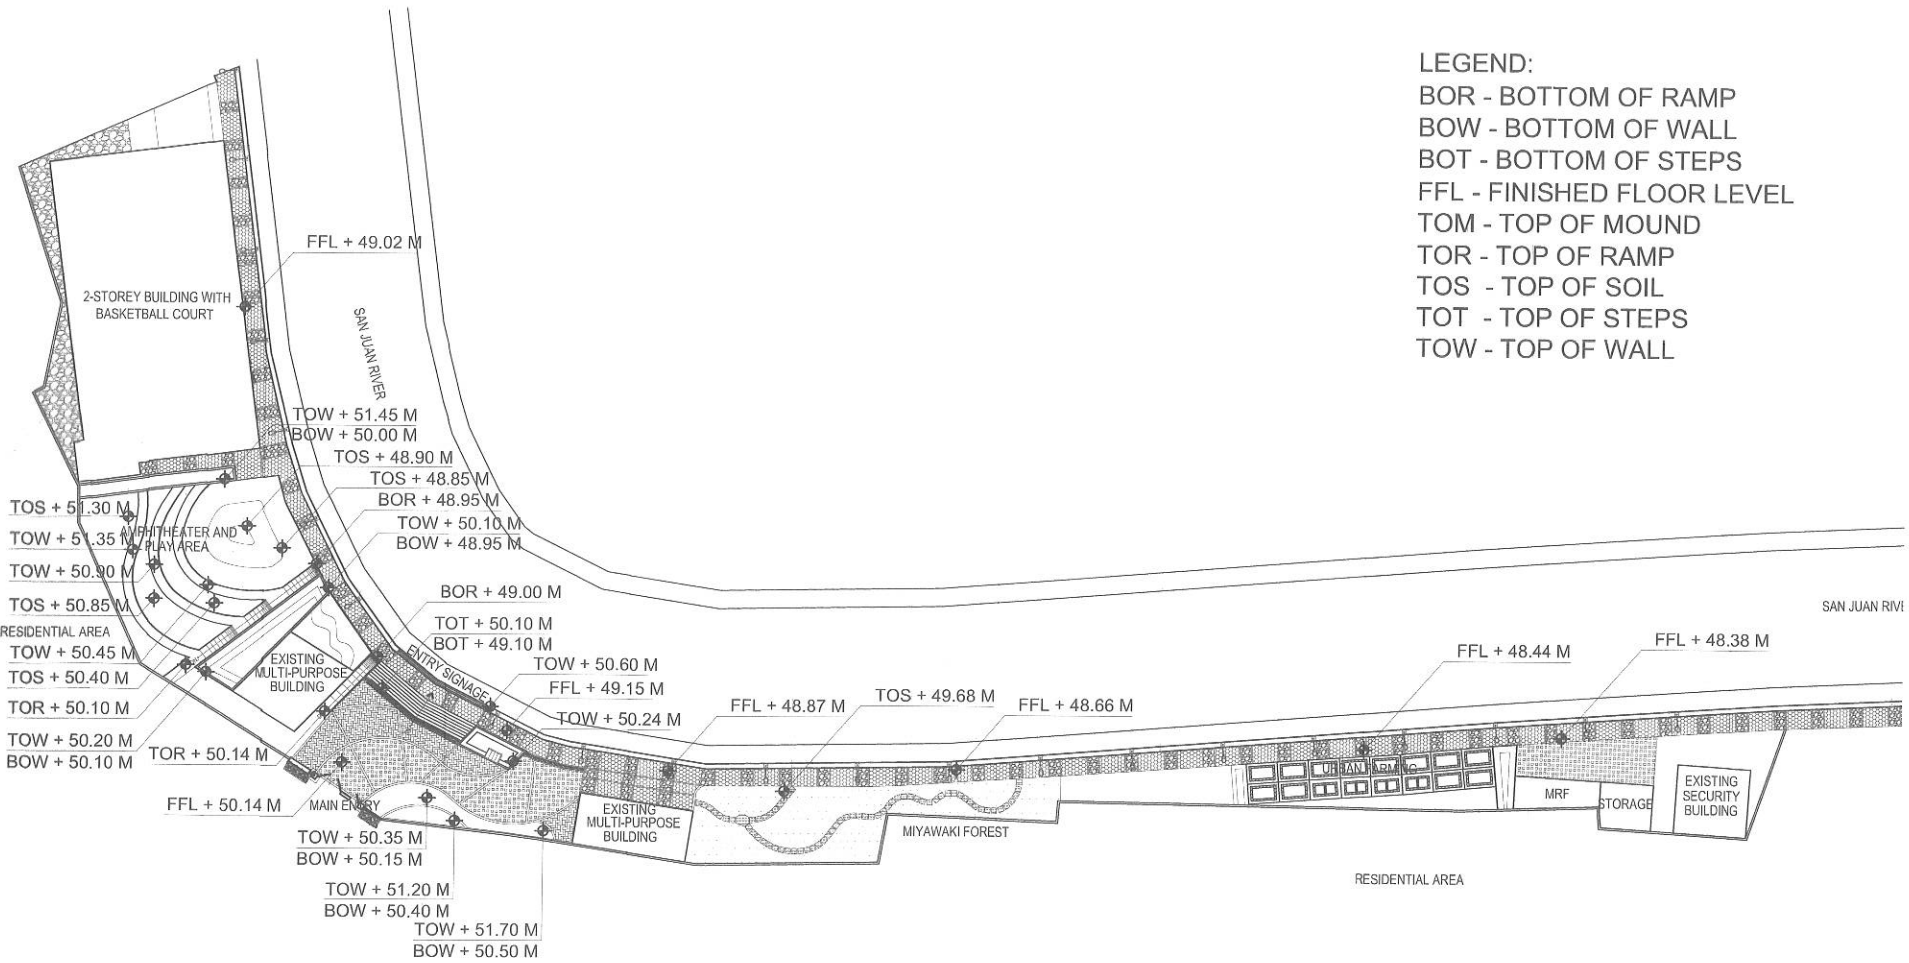 LEGEND:
BOR - BOTTOM OF RAMP
BOW - BOTTOM OF WALL
BOT - BOTTOM OF STEPS
FFL - FINISHED FLOOR LEVEL
TOM - TOP OF MOUND
TOR - TOP OF RAMP
TOS - TOP OF SOIL
TOT - TOP OF STEPS
TOW - TOP OF WALL
FFL + 49.02 M
2-STOREY BUILDING WITH
BASKETBALL COURT
SAN JUAN RIVER
TOW + 51.45 M
BOW + 50.00 M
TOS + 48.90 M
TOS + 48.85 M
BOR + 48.95 M
TOW + 50.10 M
BOW + 48.95 M
TOS + 51.30 M
AMPHITHEATER AND
PLAY AREA
TOW + 51.35 M
TOW + 50.90 M
TOS + 50.85 M
RESIDENTIAL AREA
TOW + 50.45 M
TOS + 50.40 M
TOR + 50.10 M
TOW + 50.20 M
BOW + 50.10 M
EXISTING
MULTI-PURPOSE
BUILDING
BOR + 49.00 M
TOT + 50.10 M
BOT + 49.10 M
ENTRY SIGNAGE
TOW + 50.60 M
FFL + 49.15 M
TOW + 50.24 M
TOR + 50.14 M
FFL + 50.14 M
MAIN ENTRY
TOW + 50.35 M
BOW + 50.15 M
TOW + 51.20 M
BOW + 50.40 M
TOW + 51.70 M
BOW + 50.50 M
FFL + 48.87 M
TOS + 49.68 M
FFL + 48.66 M
EXISTING
MULTI-PURPOSE
BUILDING
MIYAWAKI FOREST
SAN JUAN RIVE
FFL + 48.44 M
FFL + 48.38 M
URBAN FARMING
MRF
STORAGE
EXISTING
SECURITY
BUILDING
RESIDENTIAL AREA